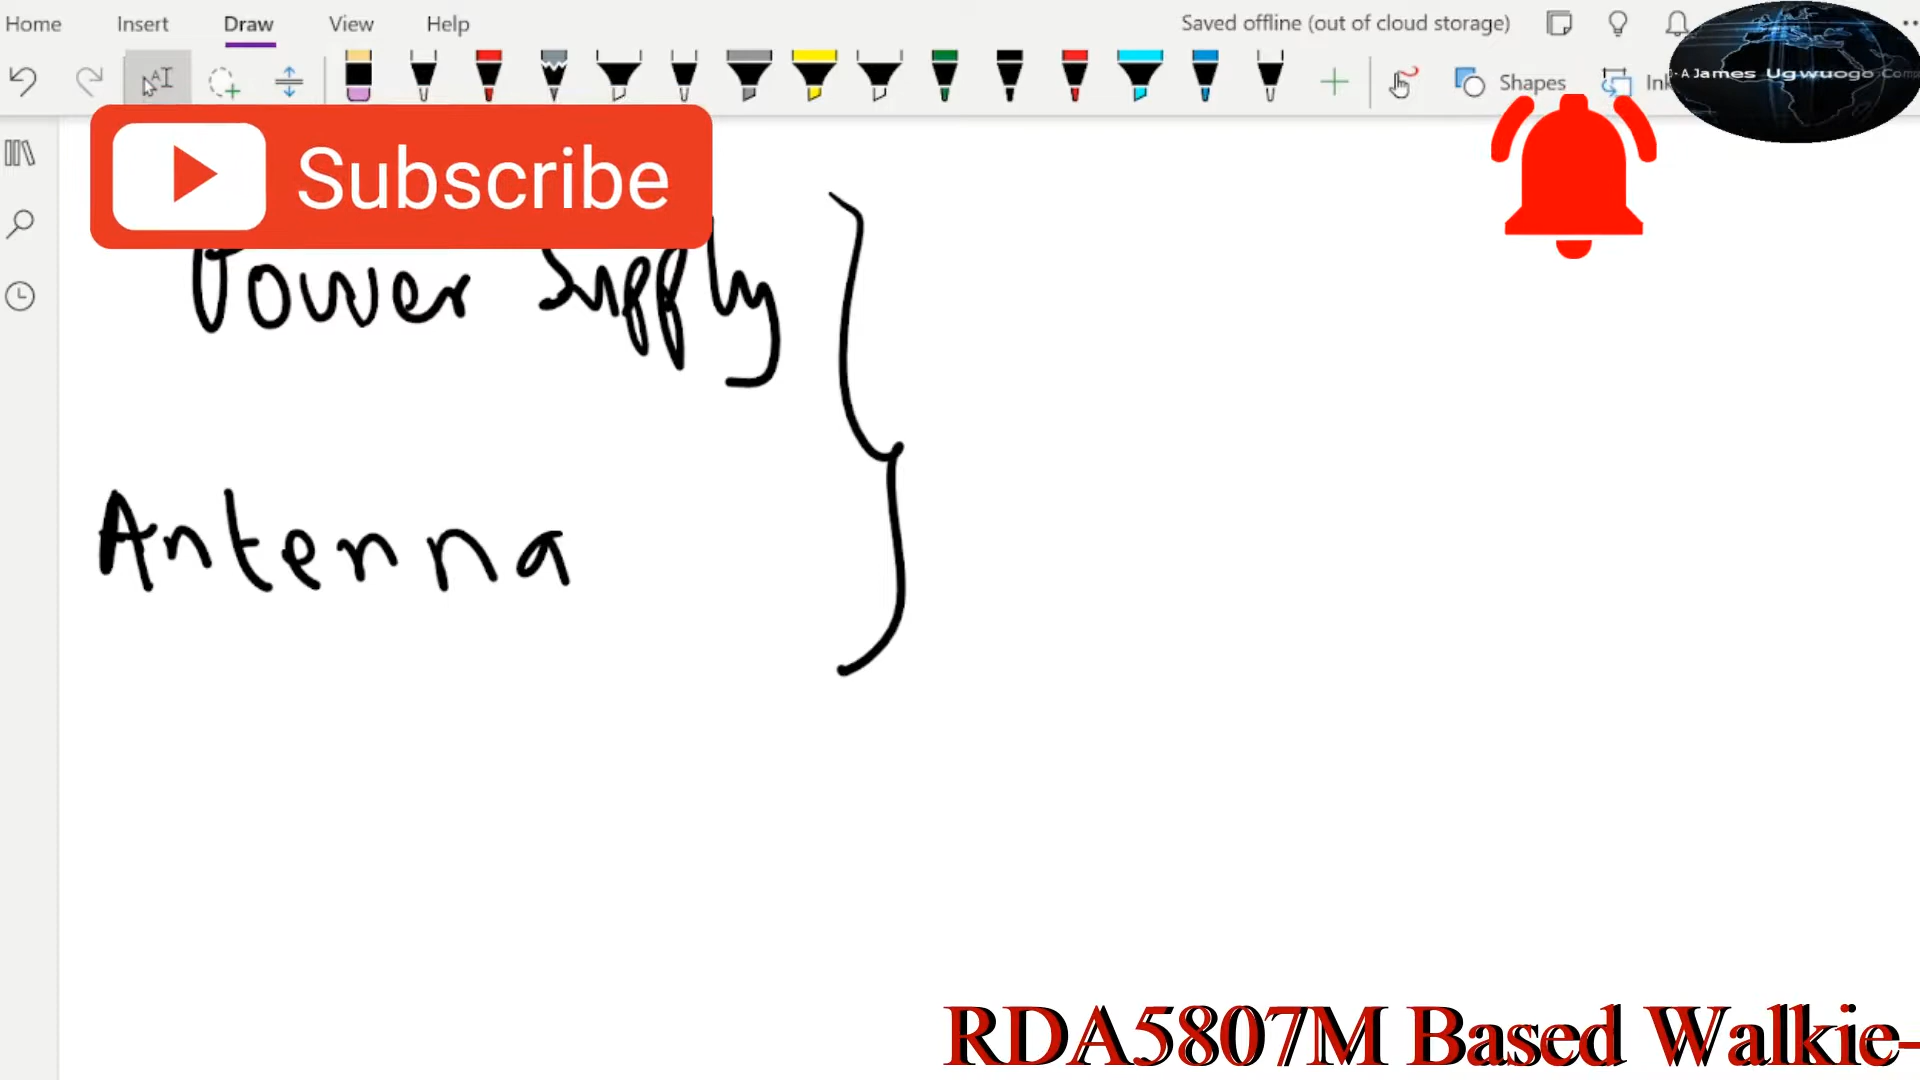 Home Insert Draw View Help Saved offline (out of cloud storage)
Shapes
James Ugwuoge
Subscribe
Power Supply
Antenna
RDA5807M Based Walkie-